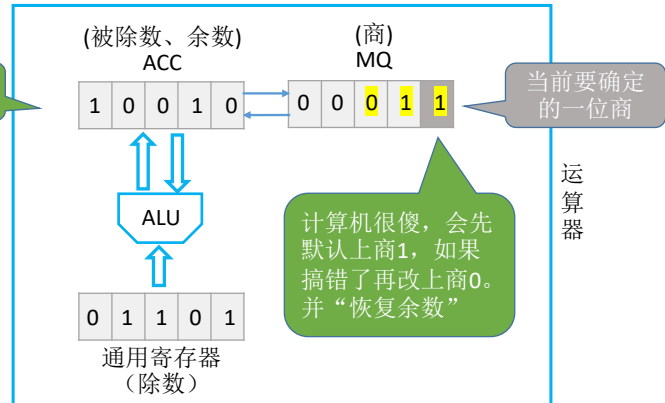 (被除数、余数)
ACC
(商)
MQ
1 0 0 1 0
0 0 0 1 1
当前要确定
的一位商
ALU
计算机很傻，会先
默认上商1，如果
搞错了再改上商0。
并“恢复余数”
运
算
器
0 1 1 0 1
通用寄存器
（除数）